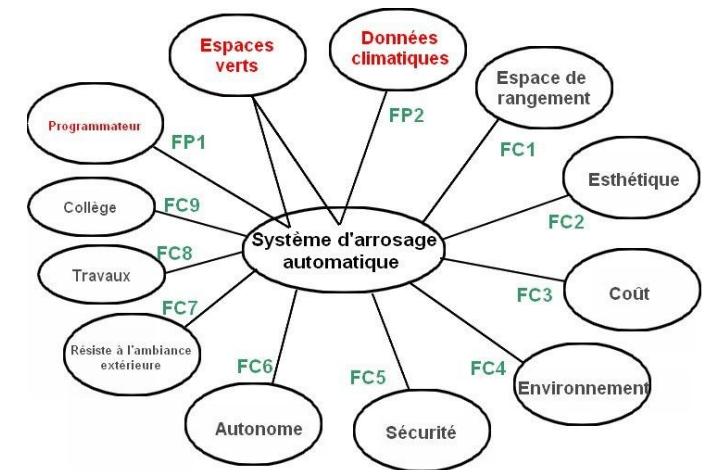 Espaces
verts
Données
climatiques
Espace de
rangement
Programmateur
FP1
FP2
FC1
Esthétique
Collège
FC9
FC2
Système d'arrosage
automatique
Travaux
FC8
FC3
Coût
FC7
Résiste à l'ambiance
extérieure
FC6
FC5
FC4
Environnement
Autonome
Sécurité